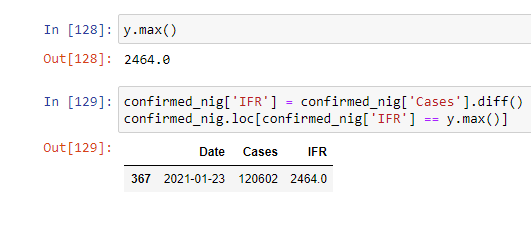 In [128]: y.max()
Out[128]: 2464.0
In [129]: confirmed_nig['IFR'] = confirmed_nig['Cases'].diff()
confirmed_nig.loc[confirmed_nig['IFR'] == y.max()]
Out[129]:
Date Cases IFR
367 2021-01-23 120602 2464.0